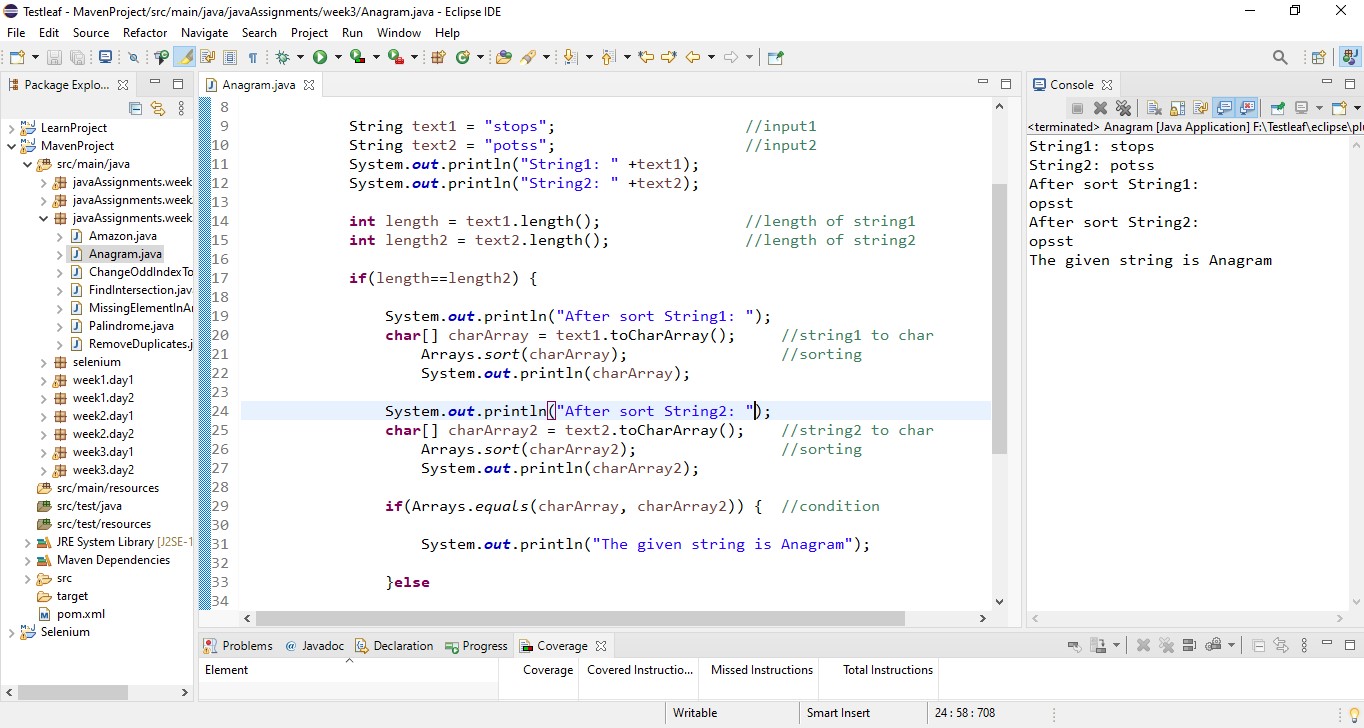 Testleaf - MavenProject/src/main/java/javaAssignments/week3/Anagram.java - Eclipse IDE
File Edit Source Refactor Navigate Search Project Run Window Help
Package Explo...
LearnProject
MavenProject
src/main/java
javaAssignments.week
javaAssignments.week
javaAssignments.week
Amazon.java
Anagram.java
ChangeOddIndexTo
FindIntersection.jav
MissingElementInAr
Palindrome.java
RemoveDuplicates.j
selenium
week1.day1
week1.day2
week2.day1
week2.day2
week3.day1
week3.day2
src/main/resources
src/test/java
src/test/resources
JRE System Library [J2SE-1
Maven Dependencies
src
target
pom.xml
Selenium
Anagram.java
8
9 String text1 = "stops"; //input1
10 String text2 = "potss"; //input2
11 System.out.println("String1: " +text1);
12 System.out.println("String2: " +text2);
13
14 int length = text1.length(); //length of string1
15 int length2 = text2.length(); //length of string2
16
17 if(length==length2) {
18
19 System.out.println("After sort String1: ");
20 char[] charArray = text1.toCharArray(); //string1 to char
21 Arrays.sort(charArray); //sorting
22 System.out.println(charArray);
23
24 System.out.println("After sort String2: ");
25 char[] charArray2 = text2.toCharArray(); //string2 to char
26 Arrays.sort(charArray2); //sorting
27 System.out.println(charArray2);
28
29 if(Arrays.equals(charArray, charArray2)) { //condition
30
31 System.out.println("The given string is Anagram");
32
33 }else
34
Console
<terminated> Anagram [Java Application] F:\Testleaf\eclipse\plu
String1: stops
String2: potss
After sort String1:
opsst
After sort String2:
opsst
The given string is Anagram
Problems Javadoc Declaration Progress Coverage
Element Coverage Covered Instructio... Missed Instructions Total Instructions
Writable Smart Insert 24 : 58 : 708